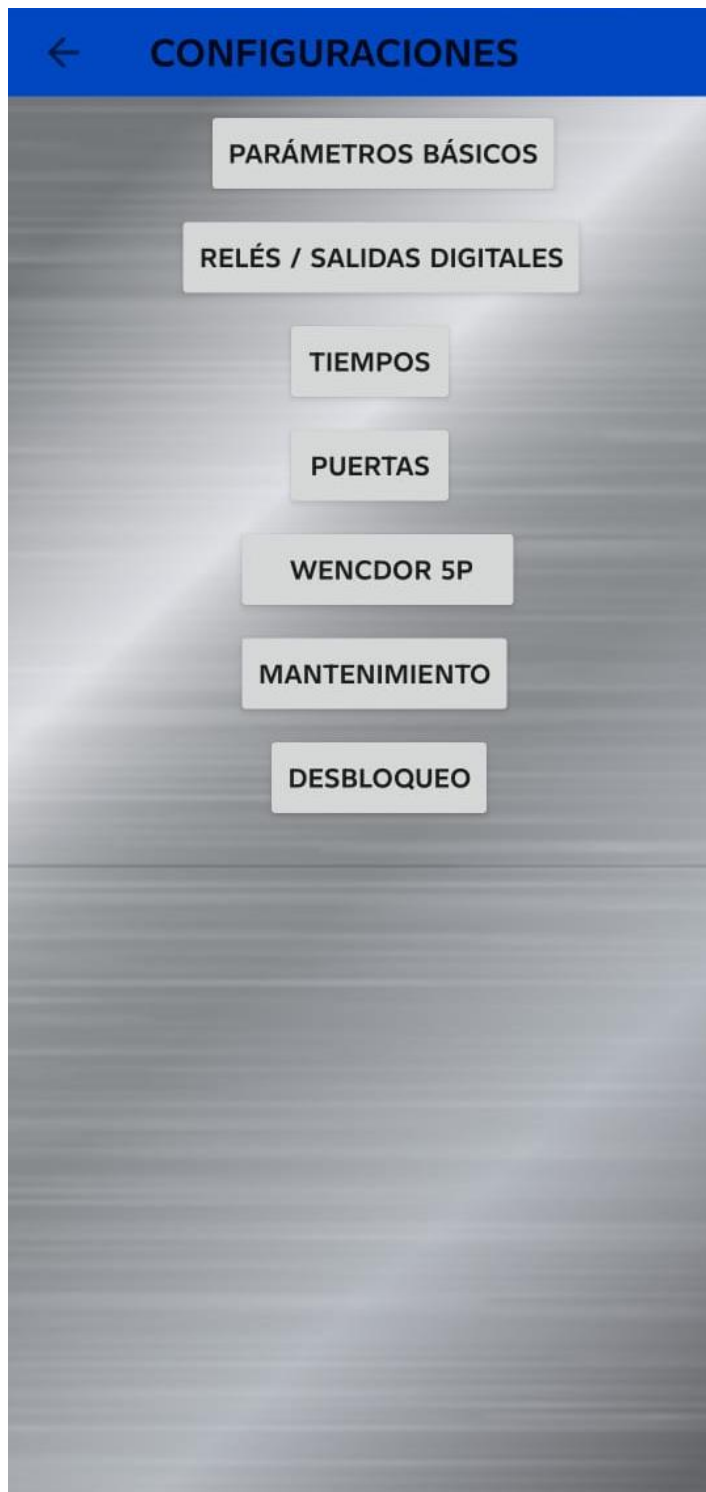 CONFIGURACIONES
PARÁMETROS BÁSICOS
RELÉS / SALIDAS DIGITALES
TIEMPOS
PUERTAS
WENCDOR 5P
MANTENIMIENTO
DESBLOQUEO